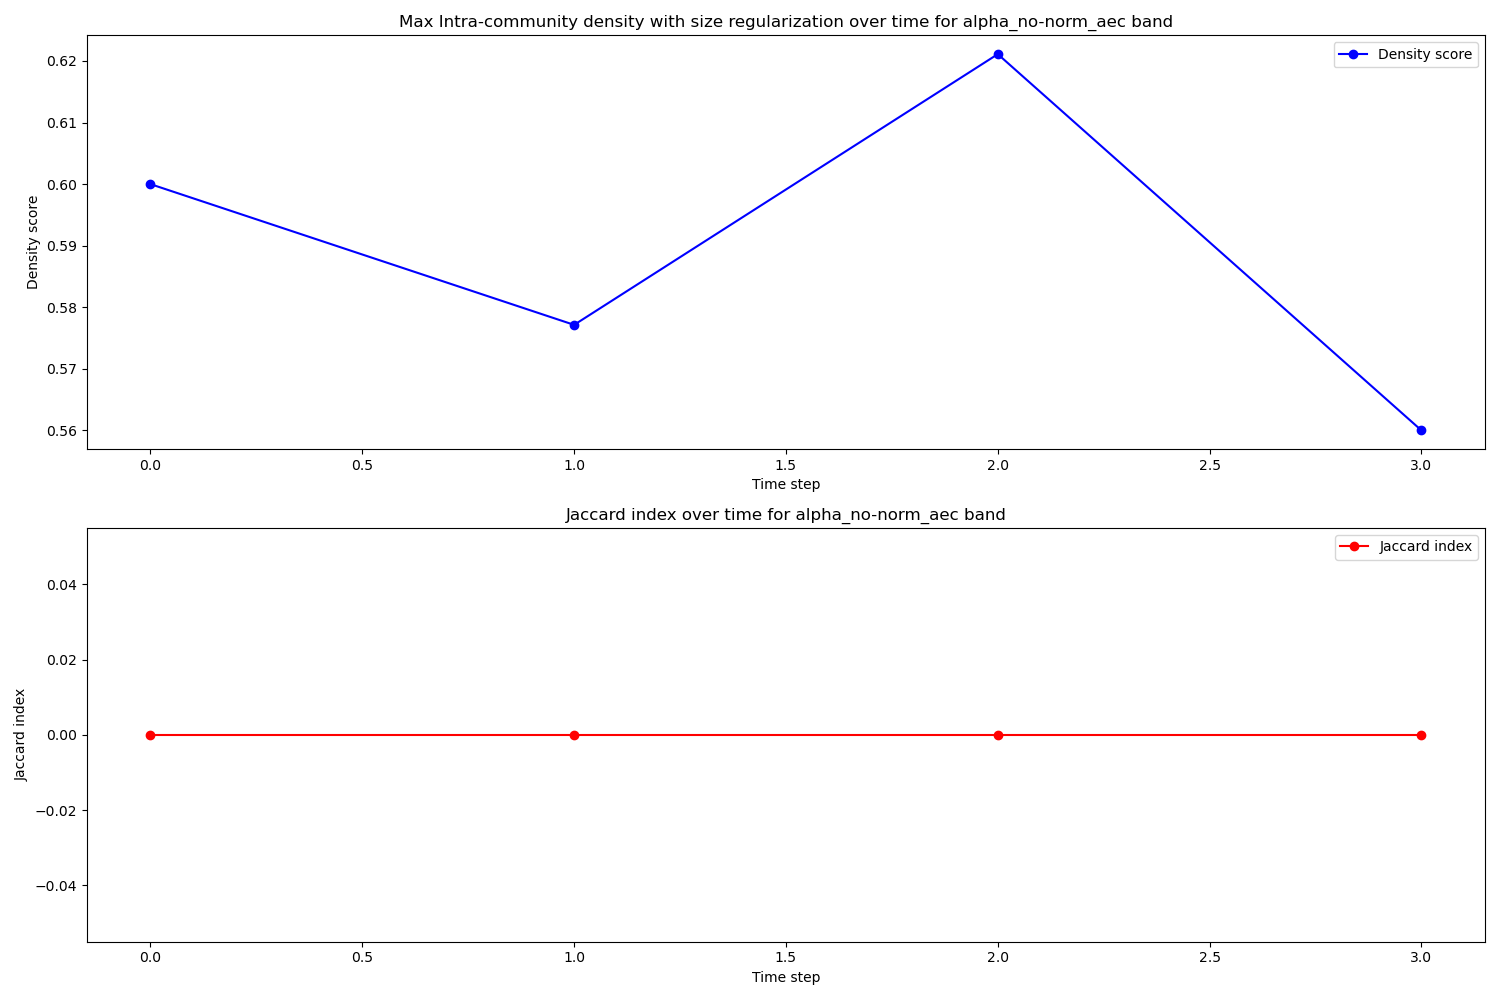 Max Intra-community density with size regularization over time for alpha_no-norm_aec band
Density score
0.62
0.61
0.60
0.59
0.58
0.57
0.56
Density score
0.0 0.5 1.0 1.5 2.0 2.5 3.0
Time step
Jaccard index over time for alpha_no-norm_aec band
Jaccard index
0.04
0.02
0.00
−0.02
−0.04
Jaccard index
0.0 0.5 1.0 1.5 2.0 2.5 3.0
Time step